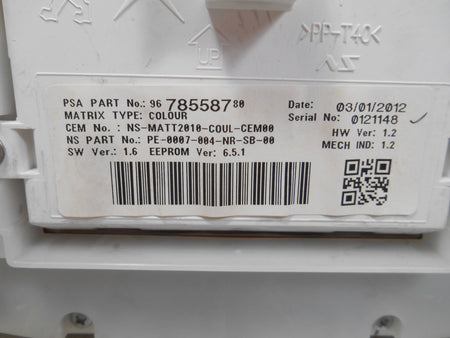 UP
>PP-T40<
NS
PSA PART No.: 96 785587 80
MATRIX TYPE: COLOUR
CEM No. : NS-MATT2010-COUL-CEM00
NS PART No.: PE-0007-004-NR-SB-00
SW Ver.: 1.6 EEPROM Ver: 6.5.1
Date: 03/01/2012
Serial No: 0121148
HW Ver: 1.2
MECH IND: 1.2